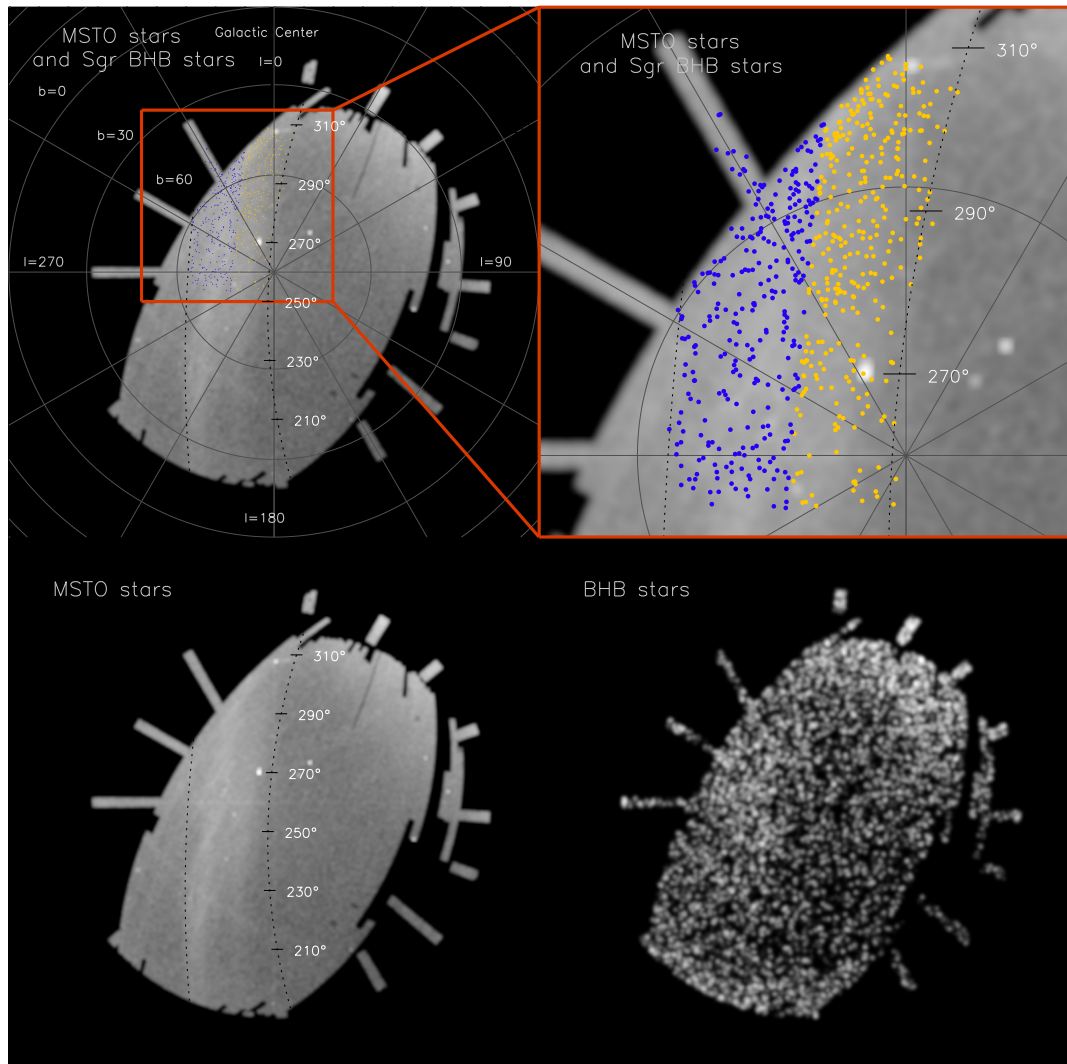 MSTO stars
and Sgr BHB stars
Galactic Center
l=0
b=0
b=30
b=60
l=270
l=90
l=180
310°
290°
270°
250°
230°
210°
MSTO stars
and Sgr BHB stars
310°
290°
270°
MSTO stars
310°
290°
270°
250°
230°
210°
BHB stars